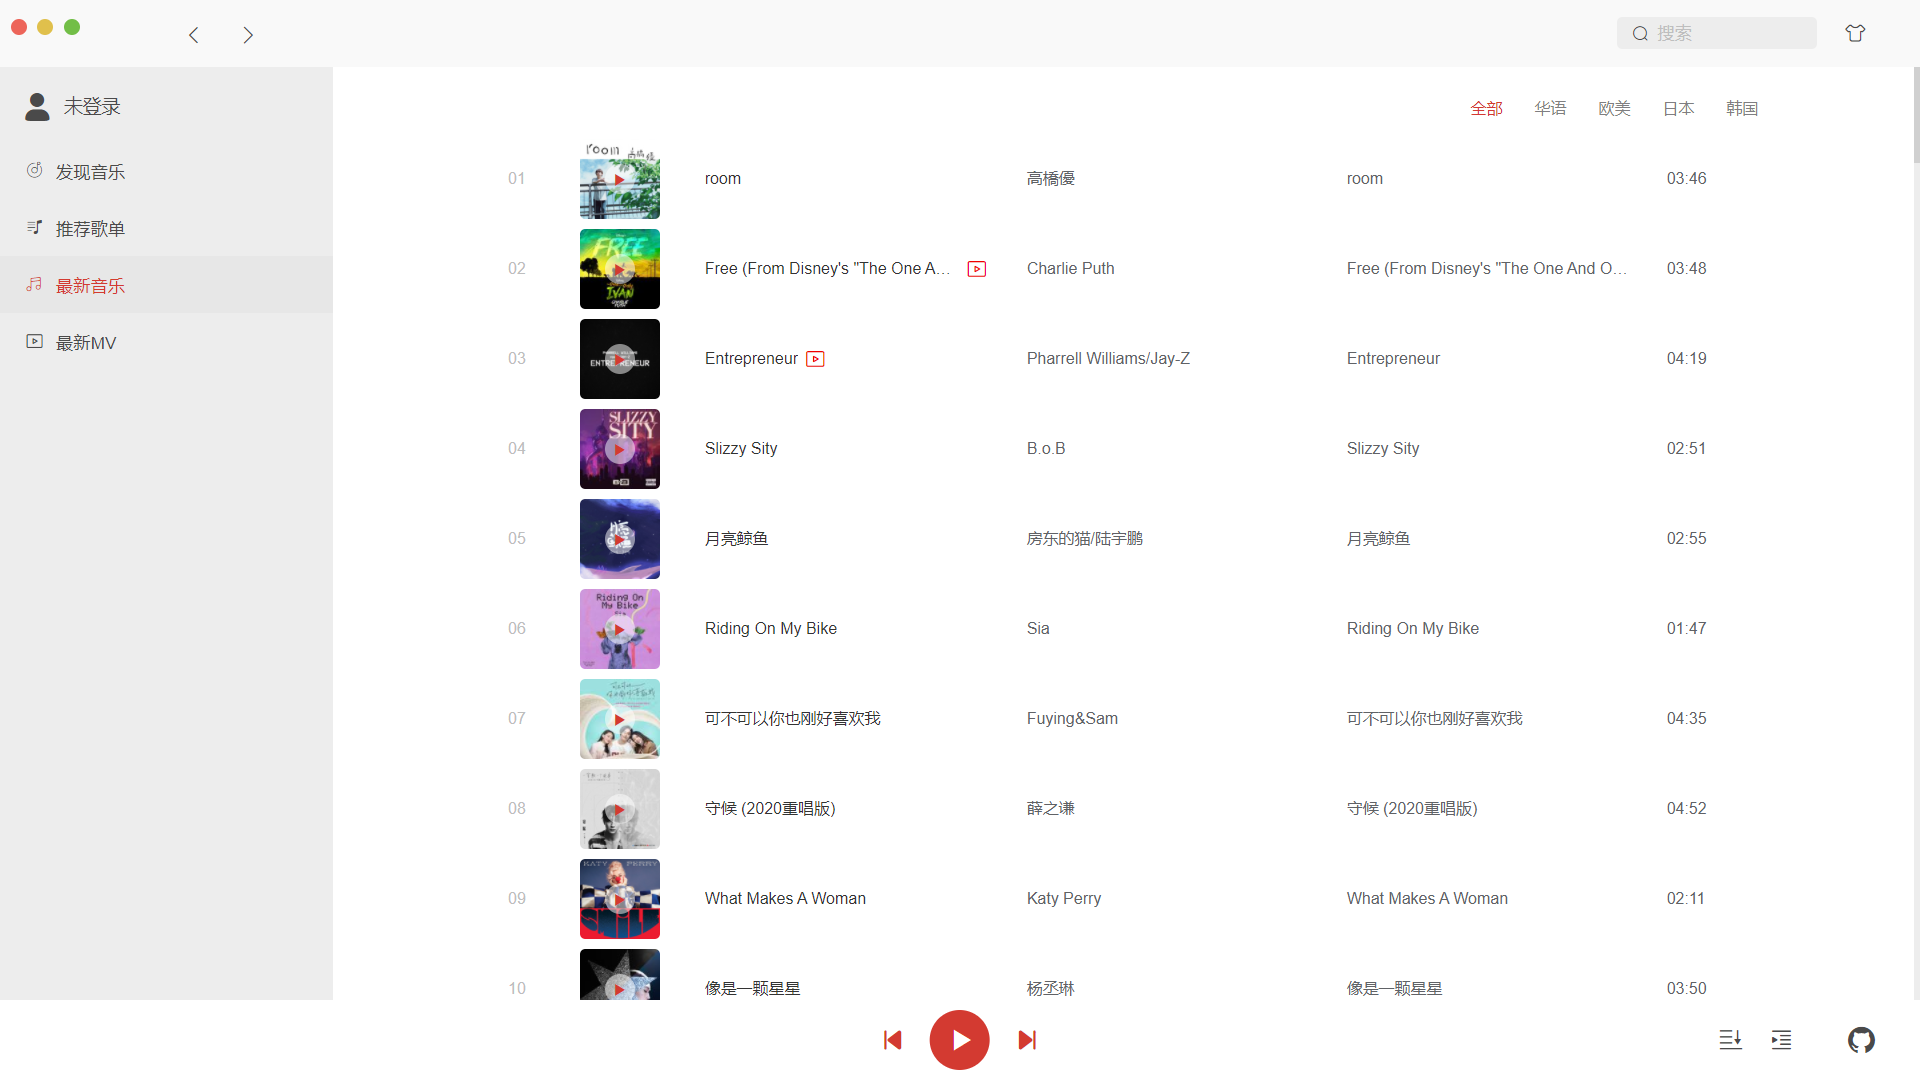 搜索
未登录
发现音乐
推荐歌单
最新音乐
最新MV
全部 华语 欧美 日本 韩国
room
01 room 高橋優 room 03:46
FREE
IVAN
02 Free (From Disney's "The One A... Charlie Puth Free (From Disney's "The One And O... 03:48
03 Entrepreneur Pharrell Williams/Jay-Z Entrepreneur 04:19
SLIZZY
SITY
04 Slizzy Sity B.o.B Slizzy Sity 02:51
05 月亮鲸鱼 房东的猫/陆宇鹏 月亮鲸鱼 02:55
Riding On
My Bike
Sia
06 Riding On My Bike Sia Riding On My Bike 01:47
07 可不可以你也刚好喜欢我 Fuying&Sam 可不可以你也刚好喜欢我 04:35
08 守候 (2020重唱版) 薛之谦 守候 (2020重唱版) 04:52
KATY PERRY
09 What Makes A Woman Katy Perry What Makes A Woman 02:11
10 像是一颗星星 杨丞琳 像是一颗星星 03:50